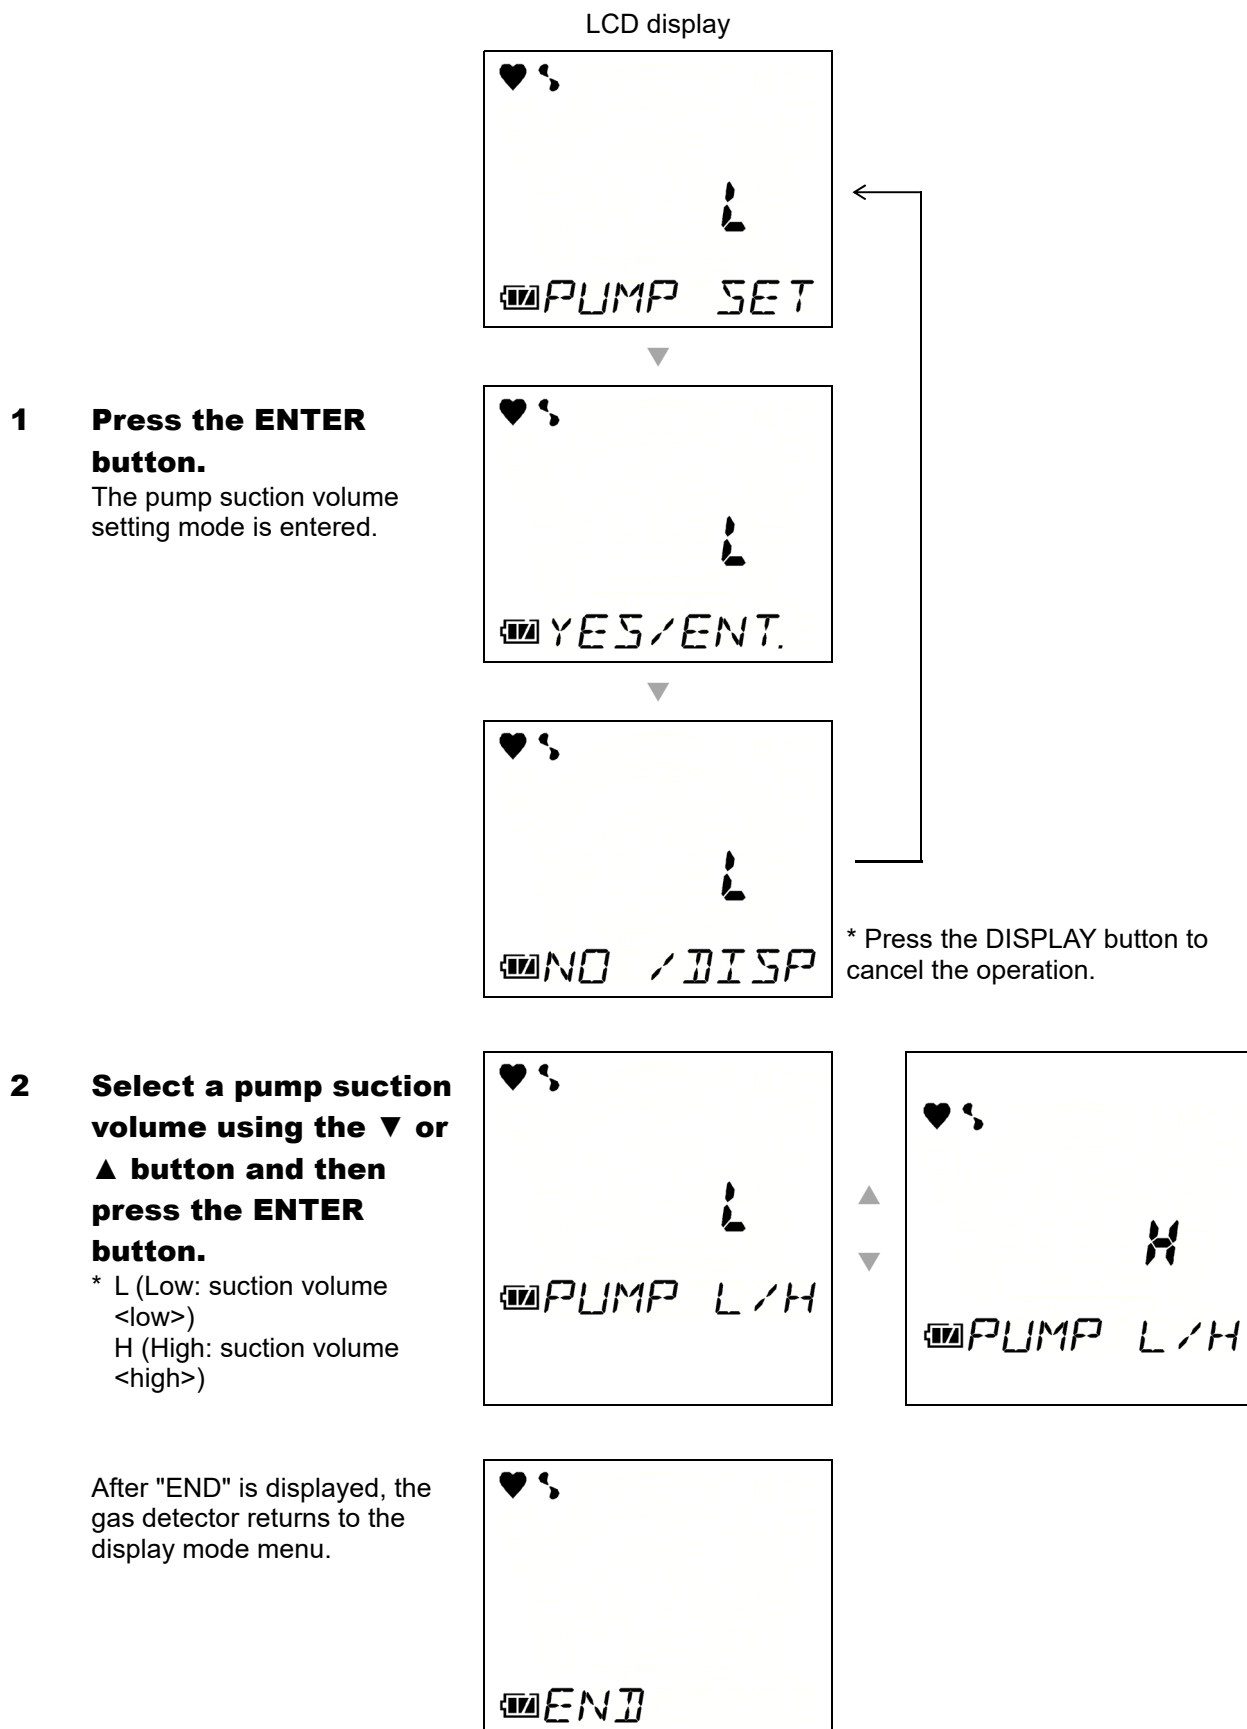 LCD display
L
PUMP SET
1 Press the ENTER
button.
The pump suction volume
setting mode is entered.
L
YES/ENT.
L
NO /DISP
* Press the DISPLAY button to
cancel the operation.
2 Select a pump suction
volume using the ▼ or
▲ button and then
press the ENTER
button.
* L (Low: suction volume
<low>)
H (High: suction volume
<high>)
L
PUMP L/H
H
PUMP L/H
After "END" is displayed, the
gas detector returns to the
display mode menu.
END